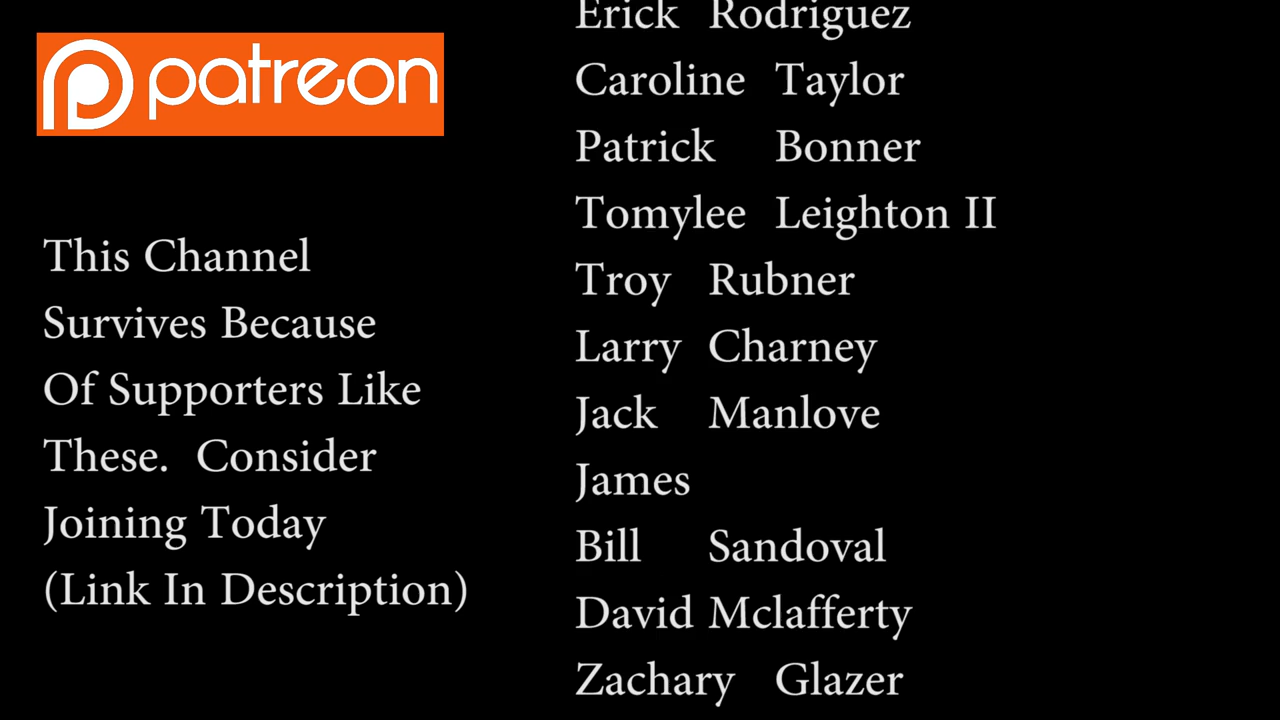 patreon
This Channel
Survives Because
Of Supporters Like
These.  Consider
Joining Today
(Link In Description)
Erick Rodriguez
Caroline Taylor
Patrick Bonner
Tomylee Leighton II
Troy Rubner
Larry Charney
Jack Manlove
James
Bill Sandoval
David Mclafferty
Zachary Glazer